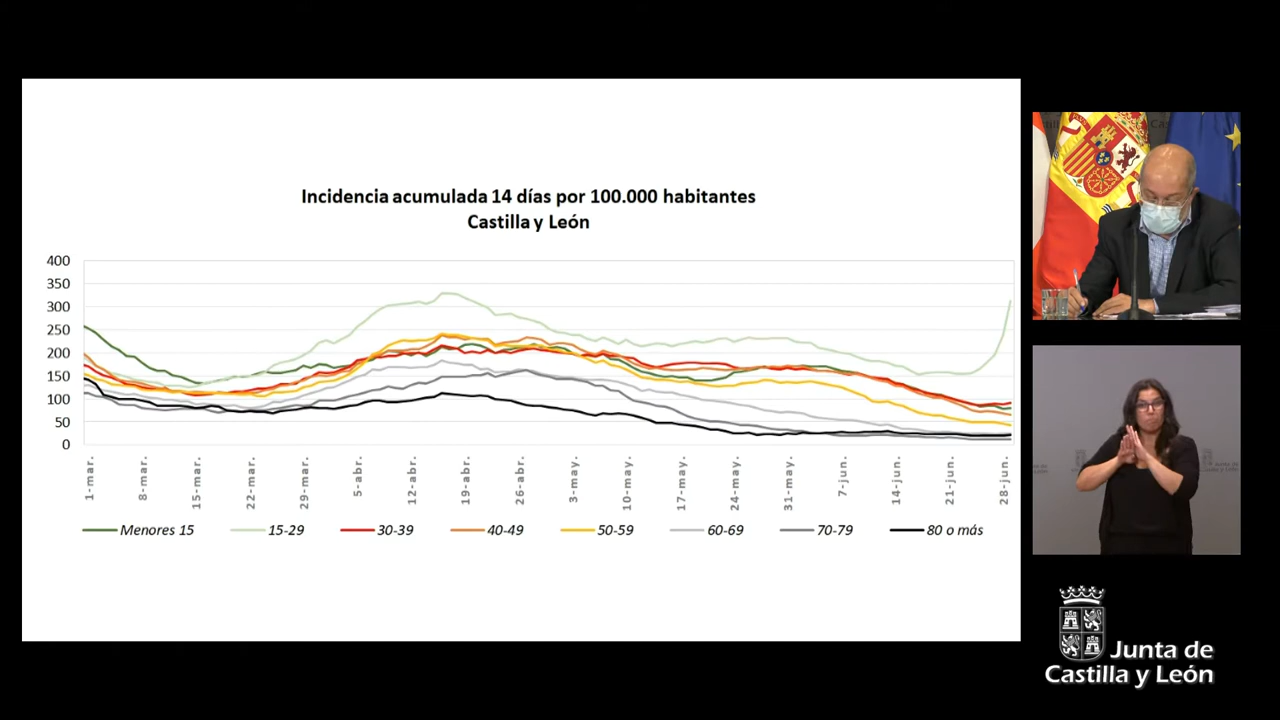 Incidencia acumulada 14 días por 100.000 habitantes
Castilla y León
400
350
300
250
200
150
100
50
0
1-mar.
8-mar.
15-mar.
22-mar.
29-mar.
5-abr.
12-abr.
19-abr.
26-abr.
3-may.
10-may.
17-may.
24-may.
31-may.
7-jun.
14-jun.
21-jun.
28-jun.
Menores 15
15-29
30-39
40-49
50-59
60-69
70-79
80 o más
Junta de
Castilla y León